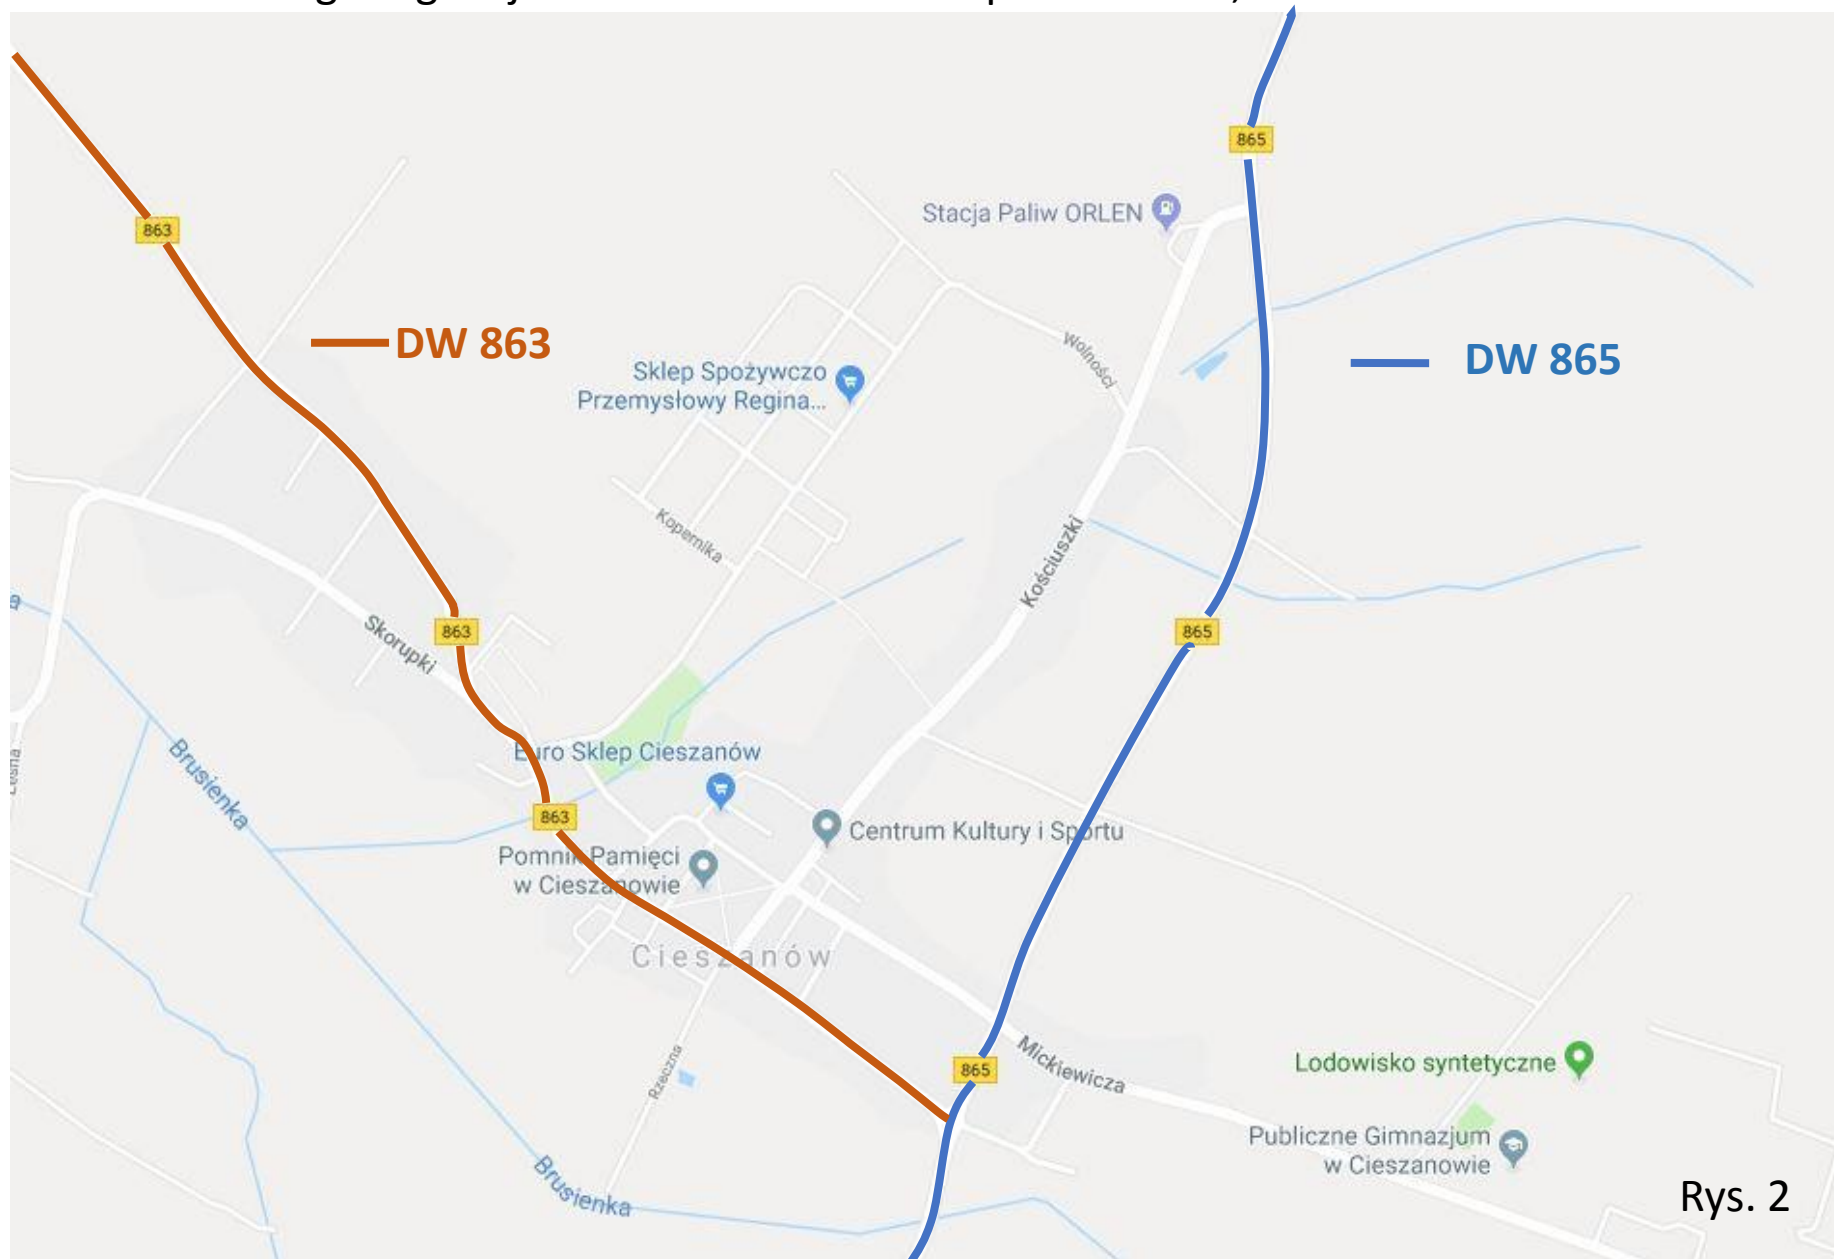 865
Stacja Paliw ORLEN
863
DW 863
Wolności
DW 865
Sklep Spożywczo
Przemysłowy Regina...
Kopernika
Kościuszki
Skorupki
863
865
Brusienka
Euro Sklep Cieszanów
863
Centrum Kultury i Sportu
Pomnik Pamięci
w Cieszanowie
Cieszanów
Rzeczna
865
Mickiewicza
Lodowisko syntetyczne
Publiczne Gimnazjum
w Cieszanowie
Brusienka
Rys. 2